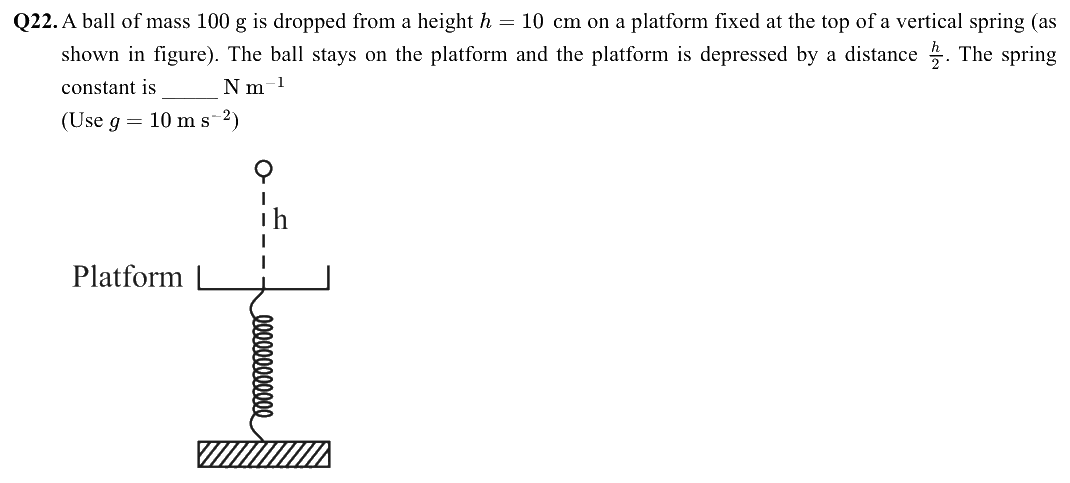 Q22. A ball of mass 100 g is dropped from a height h = 10 cm on a platform fixed at the top of a vertical spring (as
shown in figure). The ball stays on the platform and the platform is depressed by a distance h/2. The spring
constant is _____ N m⁻¹
(Use g = 10 m s⁻²)
h
Platform